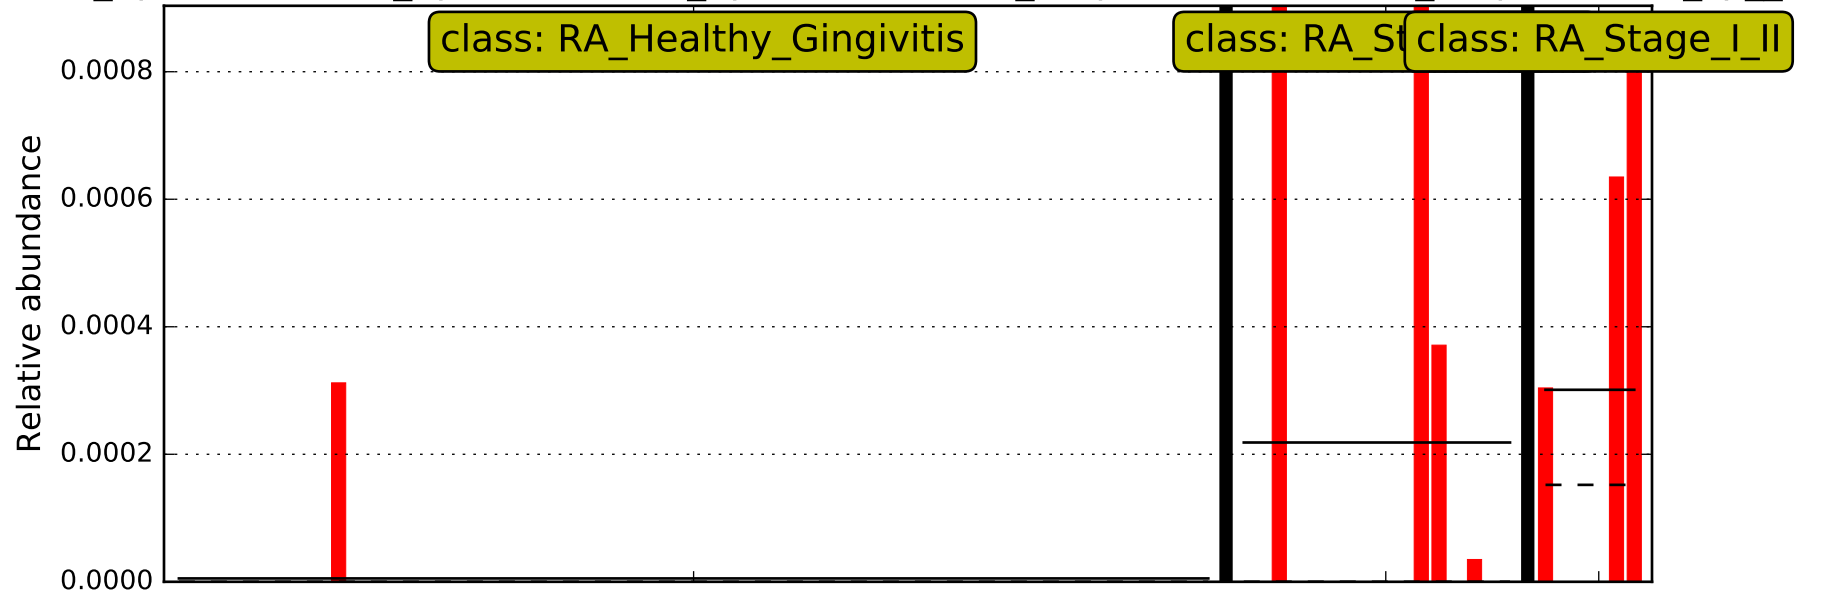 class: RA_Healthy_Gingivitis
class: RA_St
class: RA_Stage_I_II
0.0008
0.0006
0.0004
0.0002
0.0000
Relative abundance